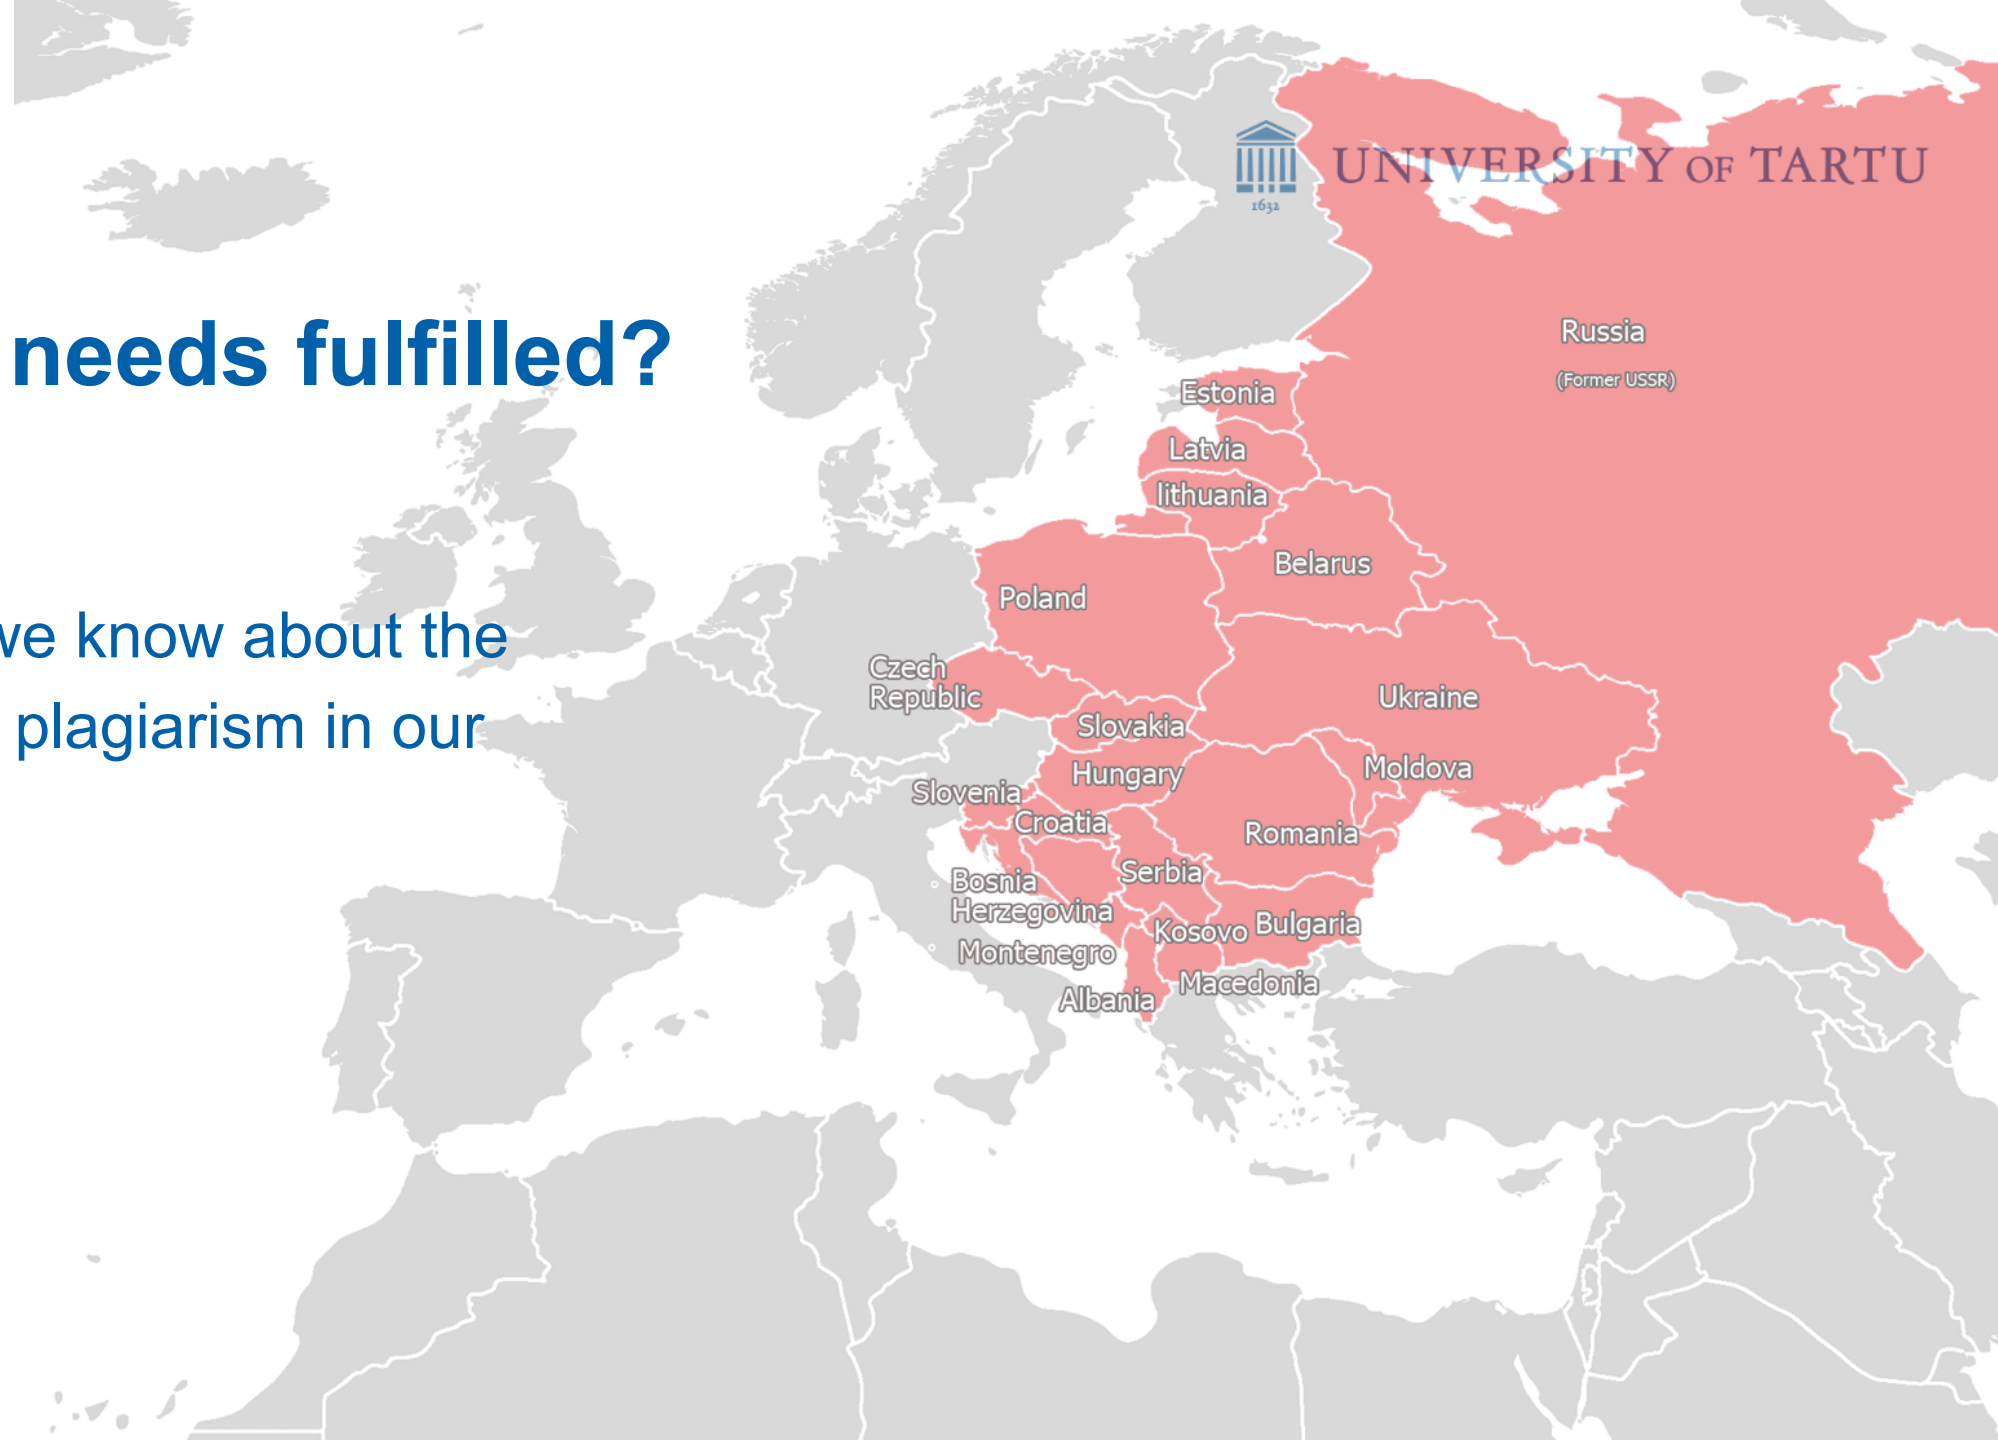 UNIVERSITY OF TARTU
1632
needs fulfilled?
we know about the
plagiarism in our
Russia
(Former USSR)
Estonia
Latvia
lithuania
Belarus
Poland
Czech
Republic
Ukraine
Slovakia
Moldova
Hungary
Slovenia
Croatia
Romania
Serbia
Bosnia
Herzegovina
Kosovo
Bulgaria
Montenegro
Macedonia
Albania